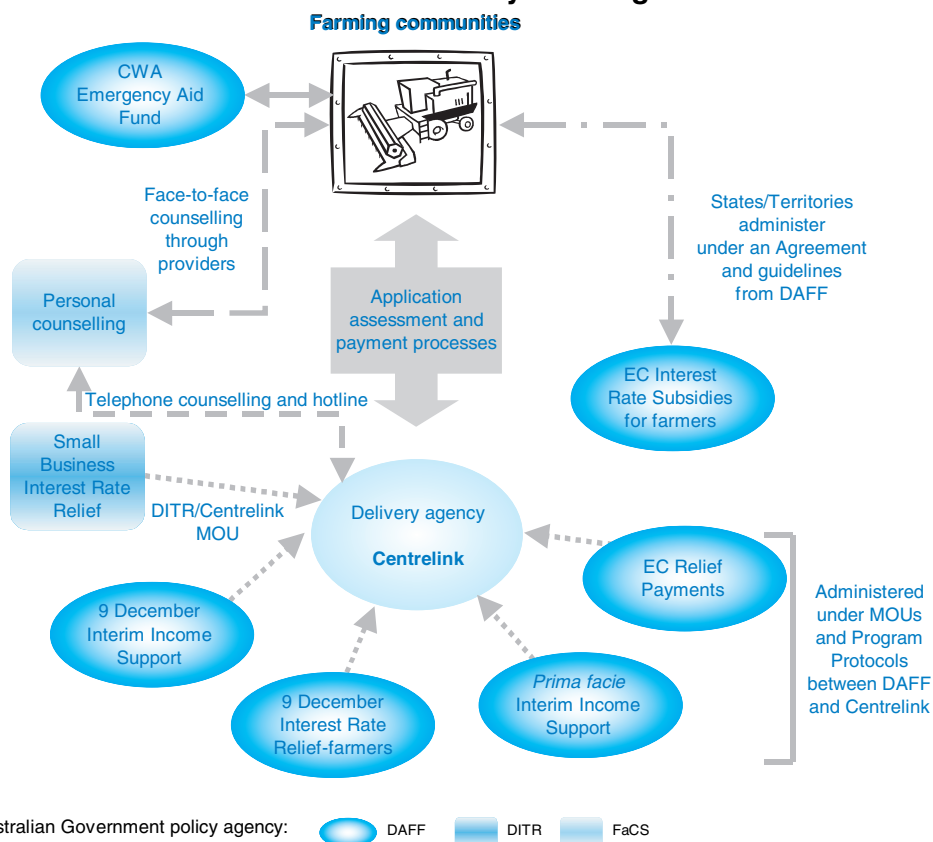 Farming communities
CWA
Emergency Aid
Fund
Face-to-face
counselling
through
providers
States/Territories
administer
under an Agreement
and guidelines
from DAFF
Personal
counselling
Application
assessment and
payment processes
EC Interest
Rate Subsidies
for farmers
Telephone counselling and hotline
Small
Business
Interest Rate
Relief
DITR/Centrelink
MOU
Delivery agency
Centrelink
EC Relief
Payments
9 December
Interim Income
Support
Administered
under MOUs
and Program
Protocols
between DAFF
and Centrelink
9 December
Interest Rate
Relief-farmers
Prima facie
Interim Income
Support
stralian Government policy agency:
DAFF
DITR
FaCS